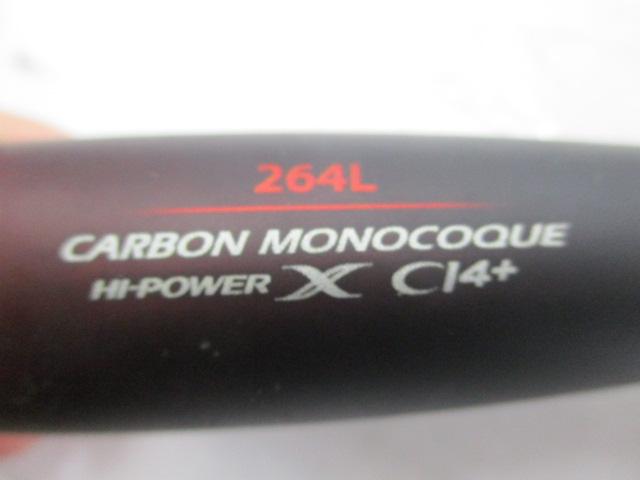 264L
CARBON MONOCOQUE
HI-POWER X CI4+